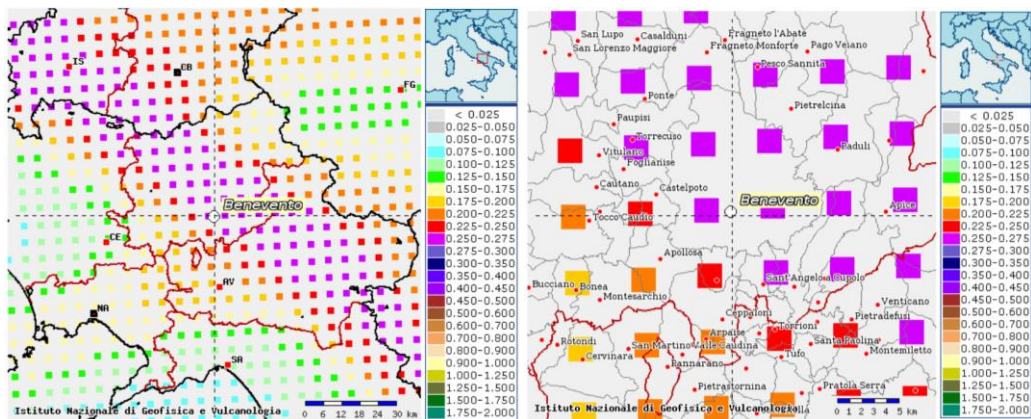 IS
CB
FG
Benevento
CE
AV
NA
SA
Istituto Nazionale di Geofisica e Vulcanologia
0 10 20 30 km
< 0.025
0.025-0.050
0.050-0.075
0.075-0.100
0.100-0.125
0.125-0.150
0.150-0.175
0.175-0.200
0.200-0.225
0.225-0.250
0.250-0.275
0.275-0.300
0.300-0.350
0.350-0.400
0.400-0.450
0.450-0.500
0.500-0.600
0.600-0.700
0.700-0.800
0.800-0.900
0.900-1.000
1.000-1.250
1.250-1.500
1.500-1.750
1.750-2.000
San Lupo
Casalduni
Fragneto l'Abate
San Lorenzo Maggiore
Fragneto Monforte
Pago Veiano
Pesco Sannita
Ponte
Pietrelcina
Paupisi
Torrecuso
Vitulano
Paduli
Foglianise
Cautano
Castelpoto
Benevento
Tocco Caudio
Apice
Apollosa
Sant'Angelo a Cupolo
Bucciano
Bonea
Montesarchio
Venticano
Ceppaloni
Pietradefusi
Torrioni
Arpaise
Rotondi
San Martino Valle Caudina
Santa Paolina
Cervinara
Tufo
Montemiletto
Pannarano
Pietrastornina
Pratola Serra
Istituto Nazionale di Geofisica e Vulcanologia
0 1 2 3 4 5 km
< 0.025
0.025-0.050
0.050-0.075
0.075-0.100
0.100-0.125
0.125-0.150
0.150-0.175
0.175-0.200
0.200-0.225
0.225-0.250
0.250-0.275
0.275-0.300
0.300-0.350
0.350-0.400
0.400-0.450
0.450-0.500
0.500-0.600
0.600-0.700
0.700-0.800
0.800-0.900
0.900-1.000
1.000-1.250
1.250-1.500
1.500-1.750
1.750-2.000